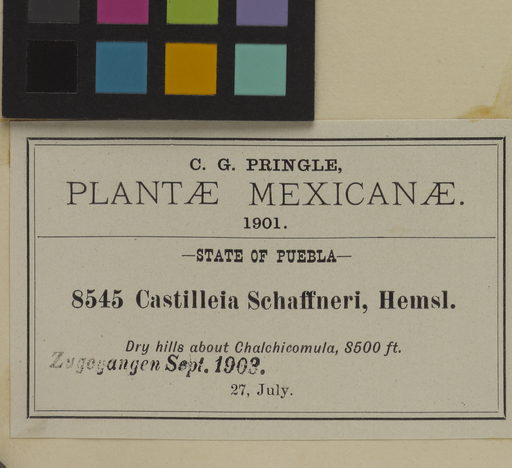 C. G. PRINGLE,
PLANTÆ MEXICANÆ.
1901.
—STATE OF PUEBLA—
8545 Castilleia Schaffneri, Hemsl.
Dry hills about Chalchicomula, 8500 ft.
Zugegangen Sept. 1903.
27, July.